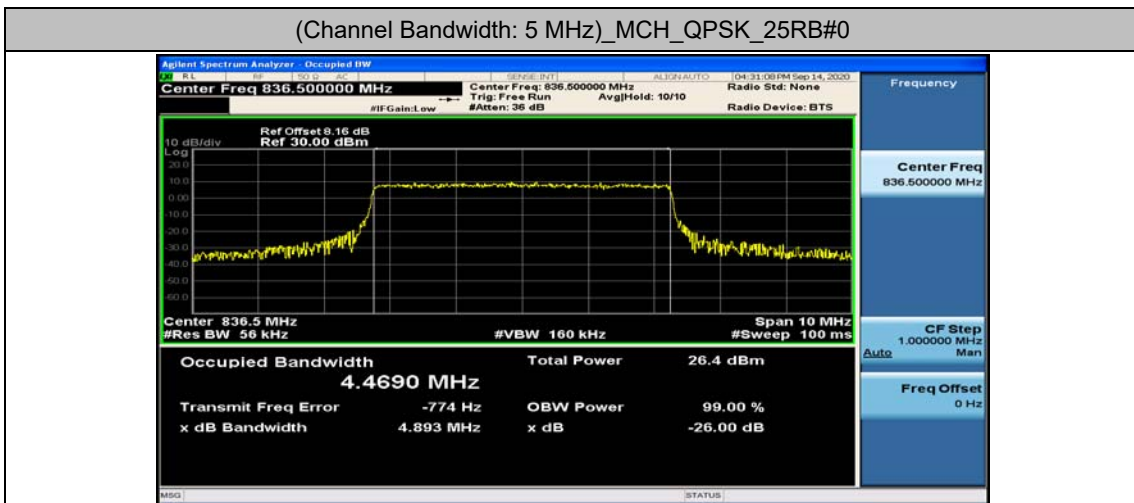 (Channel Bandwidth: 5 MHz)_MCH_QPSK_25RB#0
Agilent Spectrum Analyzer - Occupied BW
RL RF 50 Ω AC SENSE:INT ALIGNAUTO 04:31:08 PM Sep 14, 2020
Center Freq 836.500000 MHz Center Freq: 836.500000 MHz Radio Std: None
Trig: Free Run Avg|Hold: 10/10
#IFGain:Low #Atten: 36 dB Radio Device: BTS
Frequency
Ref Offset 8.16 dB
10 dB/div Ref 30.00 dBm
Log
20.0
10.0
0.00
-10.0
-20.0
-30.0
-40.0
-50.0
-60.0
Center Freq
836.500000 MHz
Center 836.5 MHz Span 10 MHz
#Res BW 56 kHz #VBW 160 kHz #Sweep 100 ms
CF Step
1.000000 MHz
Auto Man
Occupied Bandwidth Total Power 26.4 dBm
4.4690 MHz
Freq Offset
0 Hz
Transmit Freq Error -774 Hz OBW Power 99.00 %
x dB Bandwidth 4.893 MHz x dB -26.00 dB
MSG STATUS